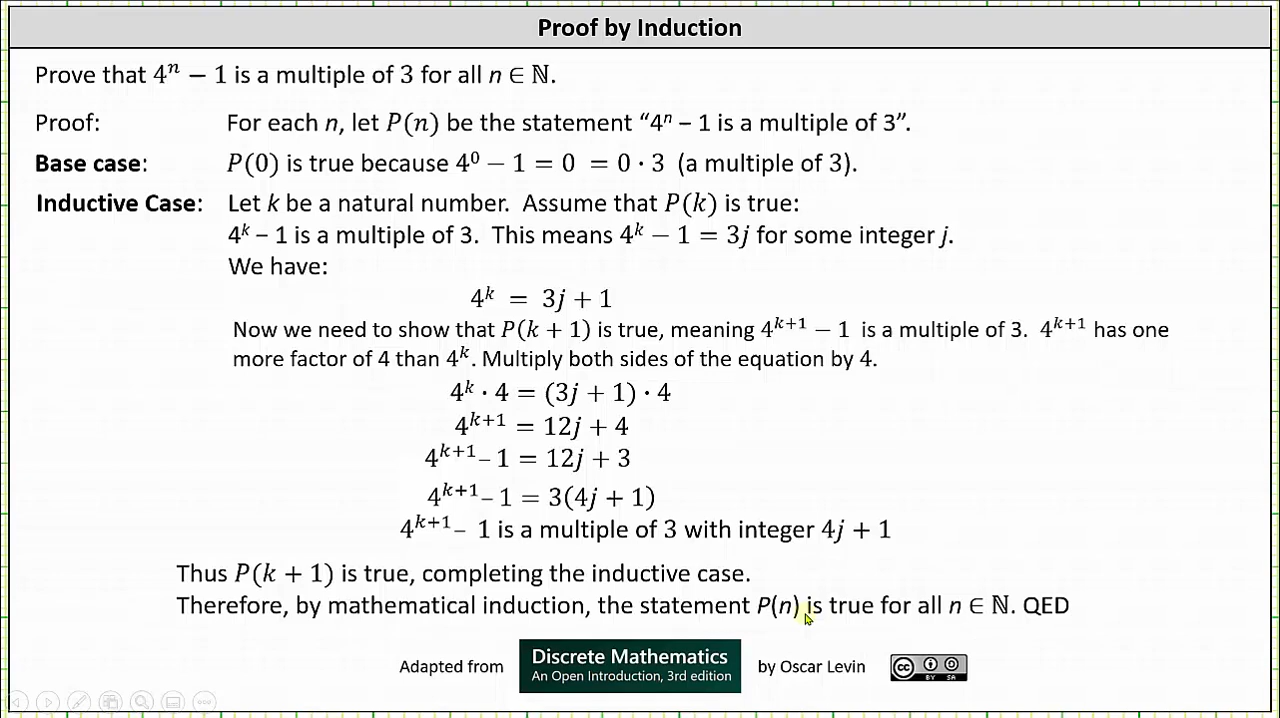 Proof by Induction
Prove that 4ⁿ − 1 is a multiple of 3 for all n ∈ ℕ.
Proof: For each n, let P(n) be the statement “4ⁿ – 1 is a multiple of 3”.
Base case: P(0) is true because 4⁰ − 1 = 0 = 0 · 3 (a multiple of 3).
Inductive Case: Let k be a natural number. Assume that P(k) is true:
4ᵏ – 1 is a multiple of 3. This means 4ᵏ − 1 = 3j for some integer j.
We have:
4ᵏ = 3j + 1
Now we need to show that P(k + 1) is true, meaning 4ᵏ⁺¹ − 1 is a multiple of 3. 4ᵏ⁺¹ has one
more factor of 4 than 4ᵏ. Multiply both sides of the equation by 4.
4ᵏ · 4 = (3j + 1) · 4
4ᵏ⁺¹ = 12j + 4
4ᵏ⁺¹– 1 = 12j + 3
4ᵏ⁺¹– 1 = 3(4j + 1)
4ᵏ⁺¹– 1 is a multiple of 3 with integer 4j + 1
Thus P(k + 1) is true, completing the inductive case.
Therefore, by mathematical induction, the statement P(n) is true for all n ∈ ℕ. QED
Adapted from Discrete Mathematics by Oscar Levin
An Open Introduction, 3rd edition
cc BY SA